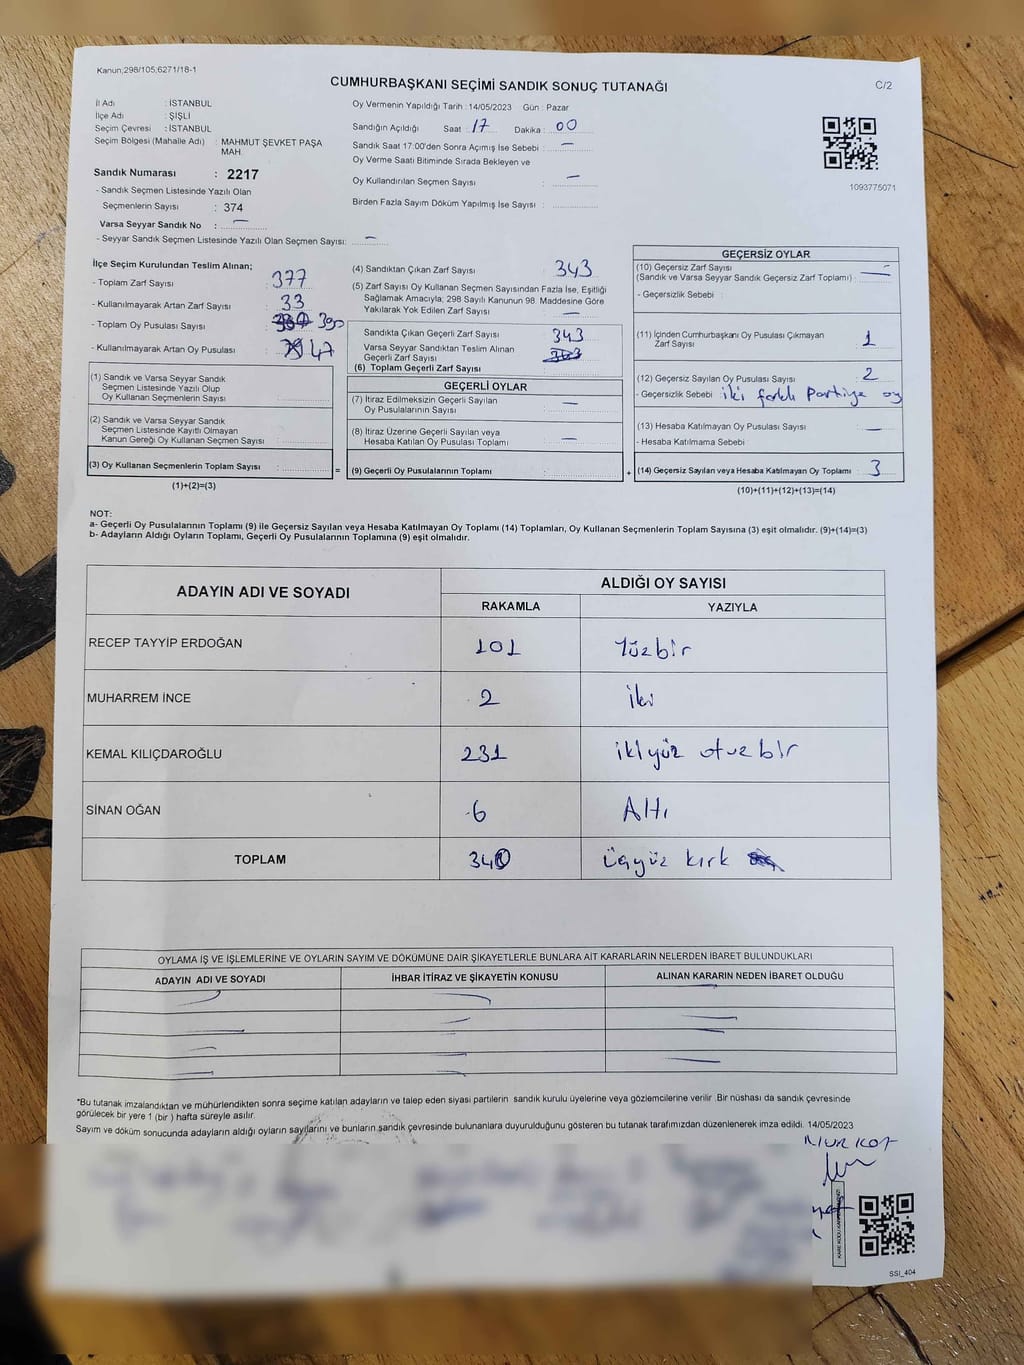 Kanun;298/105,6271/18-1
CUMHURBAŞKANI SEÇİMİ SANDIK SONUÇ TUTANAĞI
C/2
İl Adı : İSTANBUL
İlçe Adı : ŞİŞLİ
Seçim Çevresi : İSTANBUL
Seçim Bölgesi (Mahalle Adı) : MAHMUT ŞEVKET PAŞA
MAH.
Sandık Numarası : 2217
- Sandık Seçmen Listesinde Yazılı Olan
Seçmenlerin Sayısı : 374
Varsa Seyyar Sandık No : —
- Seyyar Sandık Seçmen Listesinde Yazılı Olan Seçmen Sayısı: —
Oy Vermenin Yapıldığı Tarih : 14/05/2023 Gün : Pazar
Sandığın Açıldığı Saat : 17 Dakika : 00
Sandık Saat 17:00'den Sonra Açımış İse Sebebi : —
Oy Verme Saati Bitiminde Sırada Bekleyen ve
Oy Kullandırılan Seçmen Sayısı : —
Birden Fazla Sayım Döküm Yapılmış İse Sayısı :
1093775071
İlçe Seçim Kurulundan Teslim Alınan;
- Toplam Zarf Sayısı : 377
- Kullanılmayarak Artan Zarf Sayısı : 33
- Toplam Oy Pusulası Sayısı : 390
- Kullanılmayarak Artan Oy Pusulası : 47
(1) Sandık ve Varsa Seyyar Sandık
Seçmen Listesinde Yazılı Olup
Oy Kullanan Seçmenlerin Sayısı :
(2) Sandık ve Varsa Seyyar Sandık
Seçmen Listesinde Kayıtlı Olmayan
Kanun Gereği Oy Kullanan Seçmen Sayısı :
(3) Oy Kullanan Seçmenlerin Toplam Sayısı :
(1)+(2)=(3)
(4) Sandıktan Çıkan Zarf Sayısı : 343
(5) Zarf Sayısı Oy Kullanan Seçmen Sayısından Fazla İse, Eşitliği
Sağlamak Amacıyla; 298 Sayılı Kanunun 98. Maddesine Göre
Yakılarak Yok Edilen Zarf Sayısı : —
Sandıkta Çıkan Geçerli Zarf Sayısı : 343
Varsa Seyyar Sandıktan Teslim Alınan
Geçerli Zarf Sayısı
(6) Toplam Geçerli Zarf Sayısı :
GEÇERLİ OYLAR
(7) İtiraz Edilmeksizin Geçerli Sayılan
Oy Pusulalarının Sayısı : —
(8) İtiraz Üzerine Geçerli Sayılan veya
Hesaba Katılan Oy Pusulası Toplamı : —
= (9) Geçerli Oy Pusulalarının Toplamı :
GEÇERSİZ OYLAR
(10) Geçersiz Zarf Sayısı
(Sandık ve Varsa Seyyar Sandık Geçersiz Zarf Toplamı) : —
- Geçersizlik Sebebi :
(11) İçinden Cumhurbaşkanı Oy Pusulası Çıkmayan
Zarf Sayısı : 1
(12) Geçersiz Sayılan Oy Pusulası Sayısı : 2
- Geçersizlik Sebebi : iki farklı Partiye oy
(13) Hesaba Katılmayan Oy Pusulası Sayısı : —
- Hesaba Katılmama Sebebi :
+ (14) Geçersiz Sayılan veya Hesaba Katılmayan Oy Toplamı : 3
(10)+(11)+(12)+(13)=(14)
NOT:
a- Geçerli Oy Pusulalarının Toplamı (9) ile Geçersiz Sayılan veya Hesaba Katılmayan Oy Toplamı (14) Toplamları, Oy Kullanan Seçmenlerin Toplam Sayısına (3) eşit olmalıdır. (9)+(14)=(3)
b- Adayların Aldığı Oyların Toplamı, Geçerli Oy Pusulalarının Toplamına (9) eşit olmalıdır.
ADAYIN ADI VE SOYADI
ALDIĞI OY SAYISI
RAKAMLA YAZIYLA
RECEP TAYYİP ERDOĞAN 101 Yüzbir
MUHARREM İNCE 2 iki
KEMAL KILIÇDAROĞLU 231 ikiyüz otuz bir
SİNAN OĞAN 6 Altı
TOPLAM 340 üçyüz kırk
OYLAMA İŞ VE İŞLEMLERİNE VE OYLARIN SAYIM VE DÖKÜMÜNE DAİR ŞİKAYETLERLE BUNLARA AİT KARARLARIN NELERDEN İBARET BULUNDUKLARI
ADAYIN ADI VE SOYADI İHBAR İTİRAZ VE ŞİKAYETİN KONUSU ALINAN KARARIN NEDEN İBARET OLDUĞU
*Bu tutanak imzalandıktan ve mühürlendikten sonra seçime katılan adayların ve talep eden siyasi partilerin sandık kurulu üyelerine veya gözlemcilerine verilir .Bir nüshası da sandık çevresinde
görülecek bir yere 1 (bir ) hafta süreyle asılır.
Sayım ve döküm sonucunda adayların aldığı oyların sayılarını ve bunların sandık çevresinde bulunanlara duyurulduğunu gösteren bu tutanak tarafımızdan düzenlenerek imza edildi. 14/05/2023
SSI_404